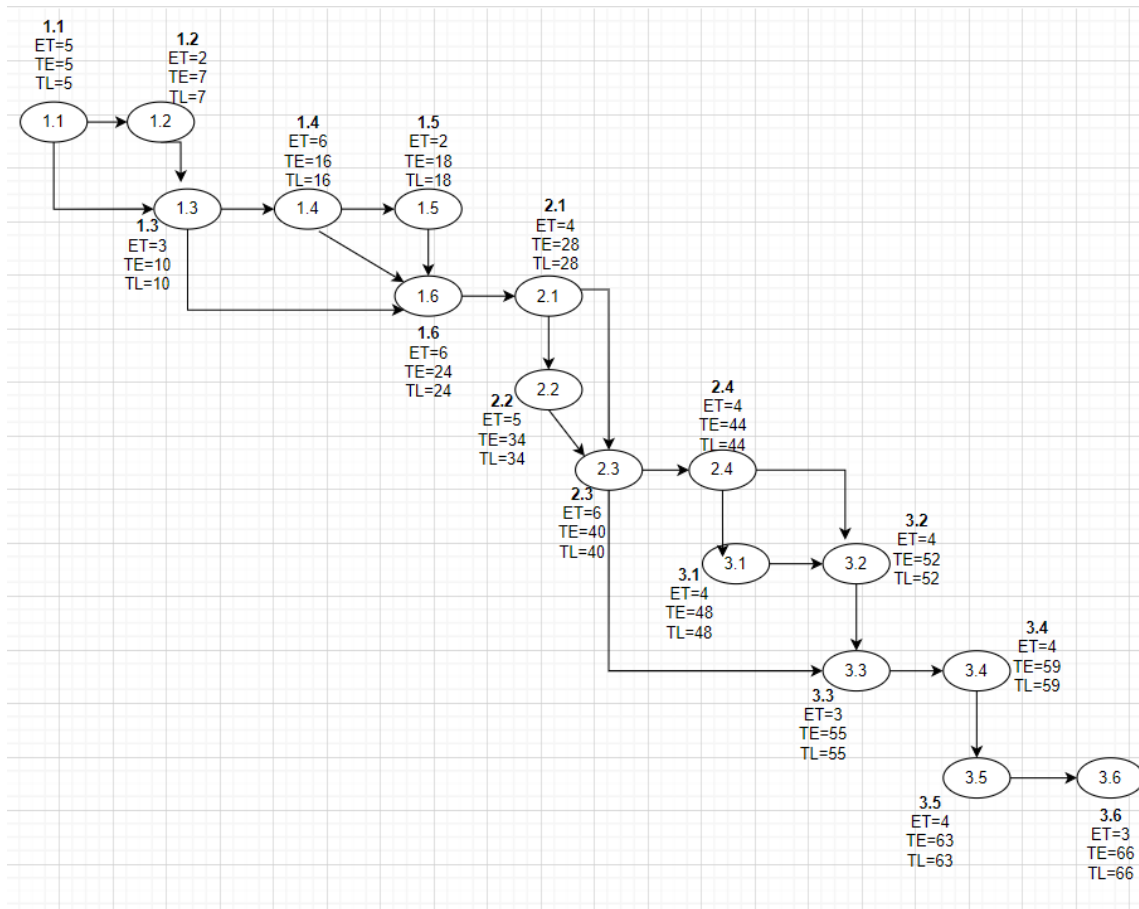 1.1
ET=5
TE=5
TL=5
1.2
ET=2
TE=7
TL=7
1.1
1.2
1.4
ET=6
TE=16
TL=16
1.5
ET=2
TE=18
TL=18
1.3
1.4
1.5
1.3
ET=3
TE=10
TL=10
2.1
ET=4
TE=28
TL=28
1.6
2.1
1.6
ET=6
TE=24
TL=24
2.2
2.2
ET=5
TE=34
TL=34
2.4
ET=4
TE=44
TL=44
2.3
2.4
2.3
ET=6
TE=40
TL=40
3.2
ET=4
TE=52
TL=52
3.1
3.2
3.1
ET=4
TE=48
TL=48
3.4
ET=4
TE=59
TL=59
3.3
3.4
3.3
ET=3
TE=55
TL=55
3.5
3.6
3.5
ET=4
TE=63
TL=63
3.6
ET=3
TE=66
TL=66